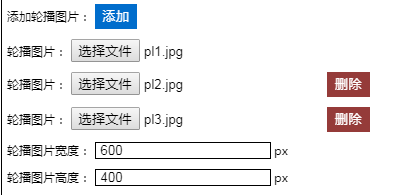 添加轮播图片： 添加
轮播图片： 选择文件 pl1.jpg
轮播图片： 选择文件 pl2.jpg 删除
轮播图片： 选择文件 pl3.jpg 删除
轮播图片宽度： 600 px
轮播图片高度： 400 px